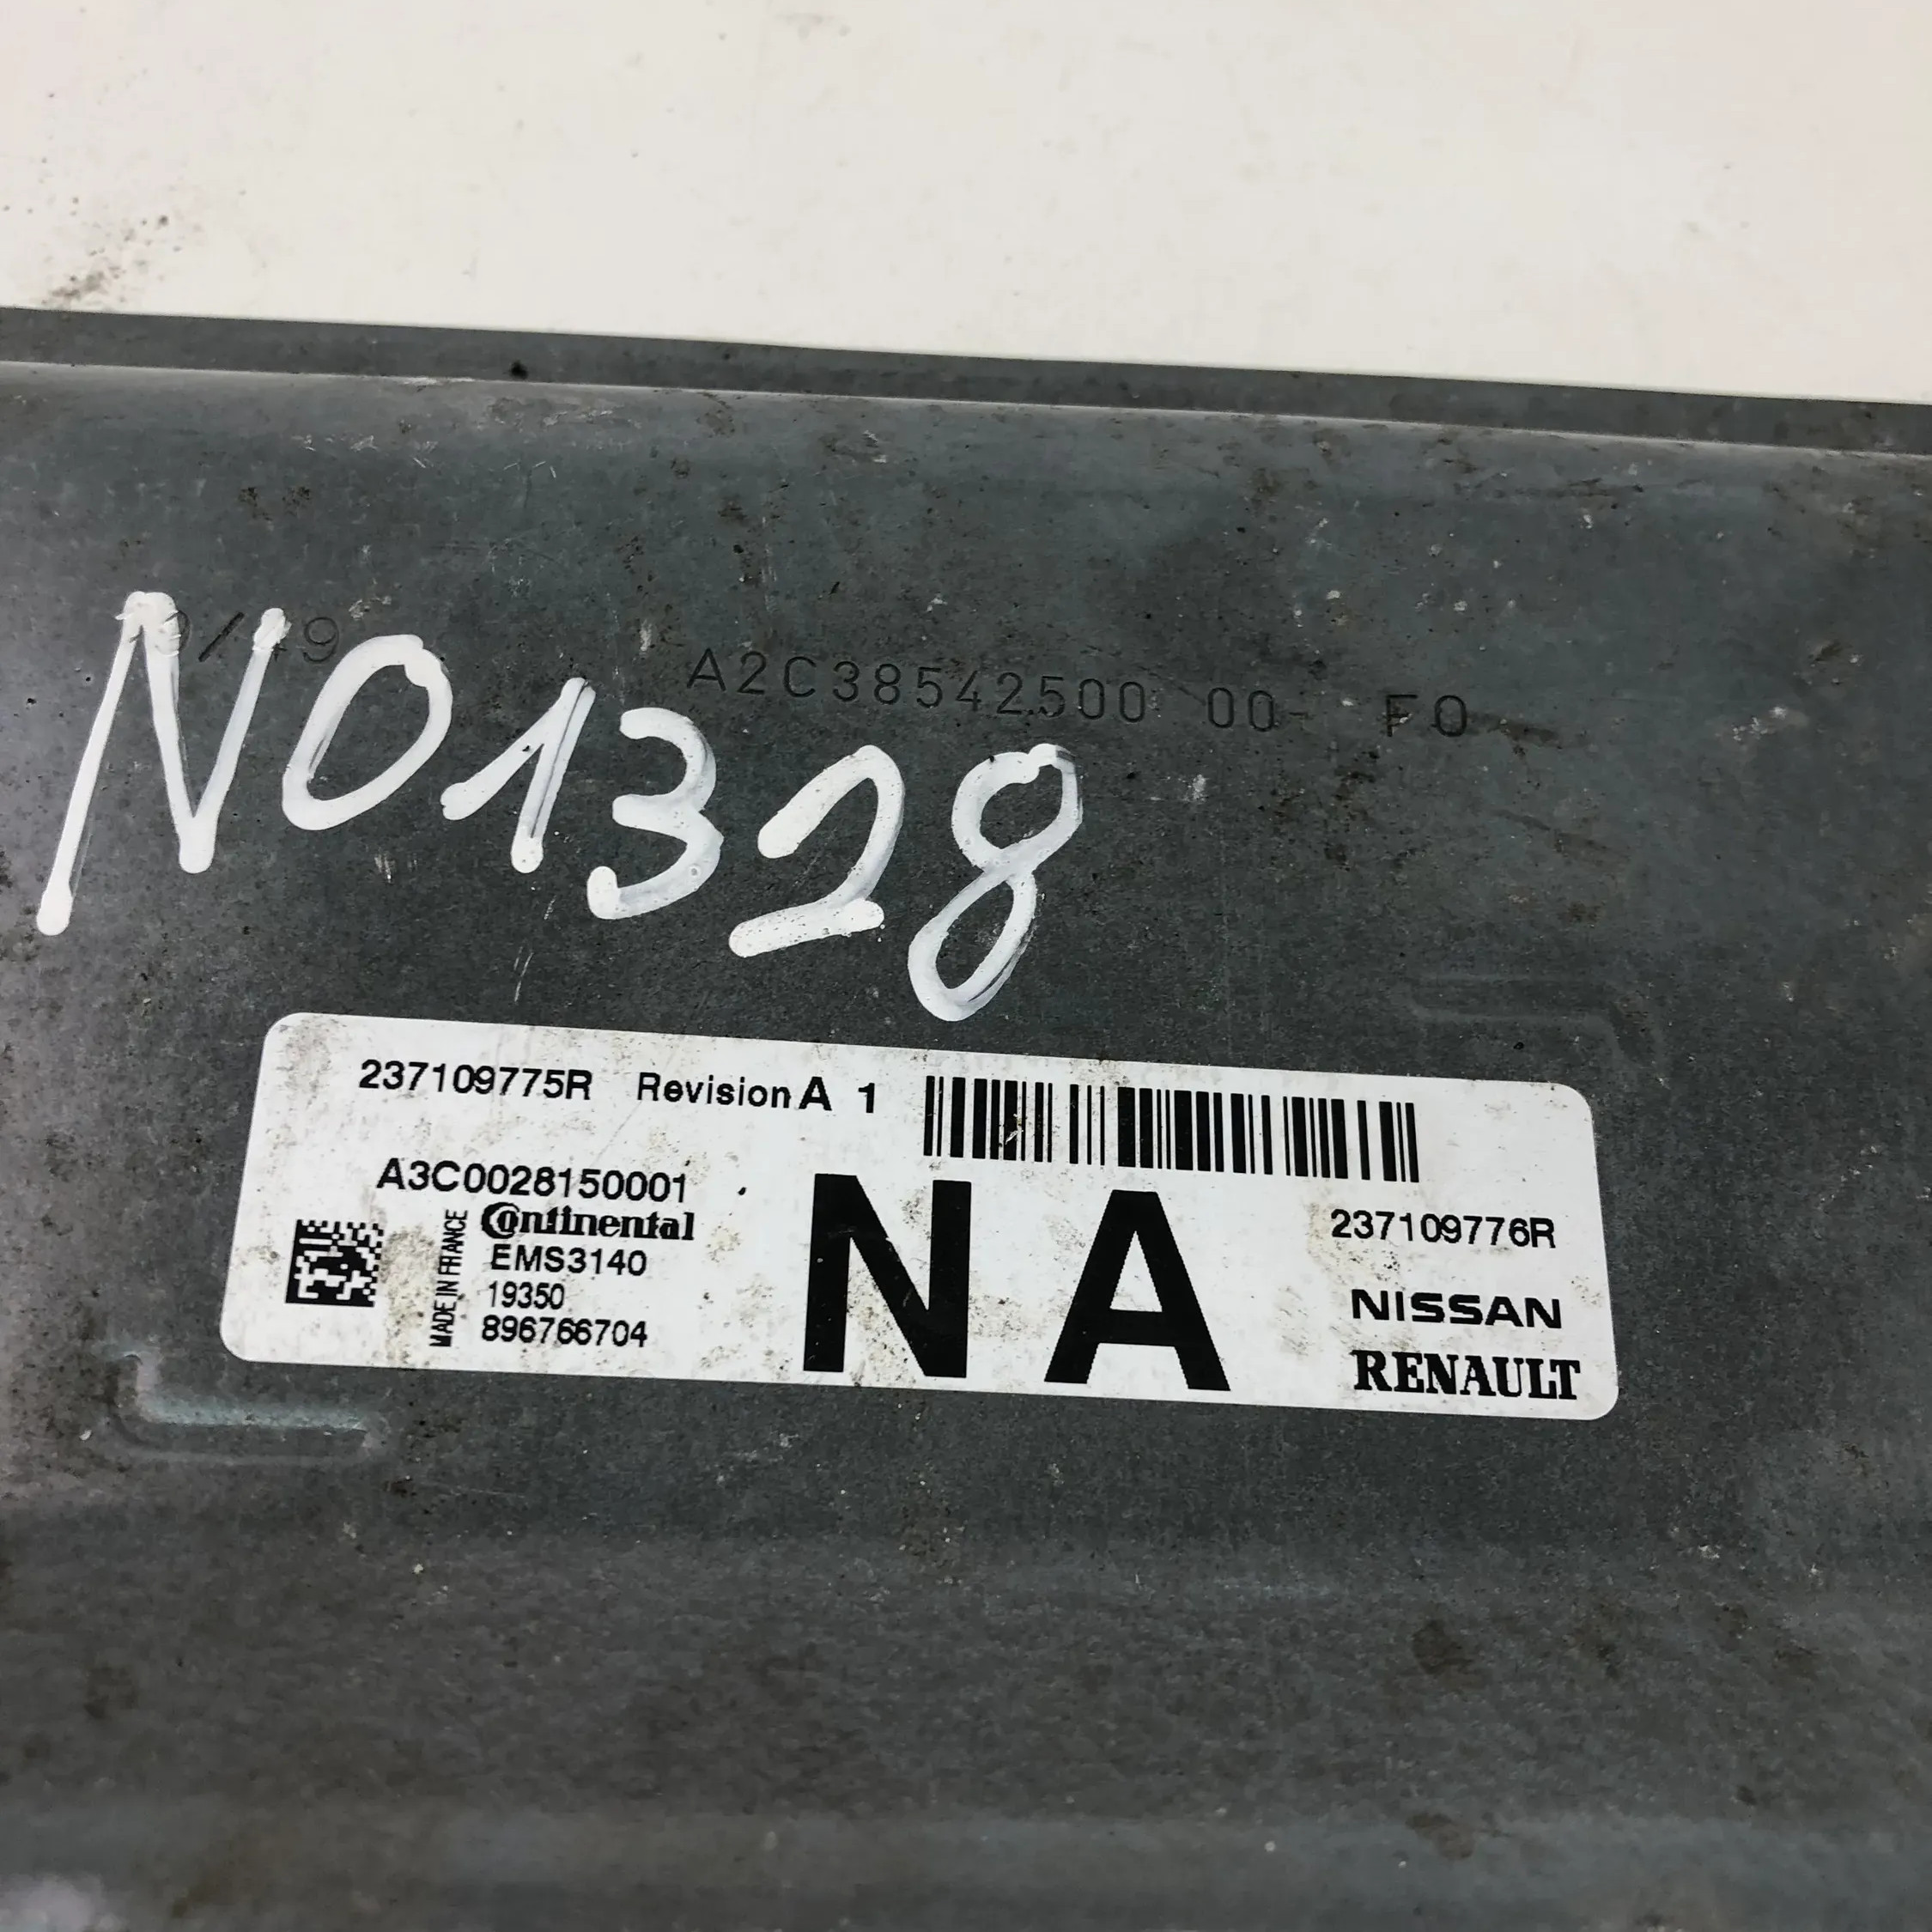 A2C38542500 00- F0
N01328
237109775R Revision A 1
A3C0028150001
MADE IN FRANCE
Continental
EMS3140
19350
896766704
NA
237109776R
NISSAN
RENAULT